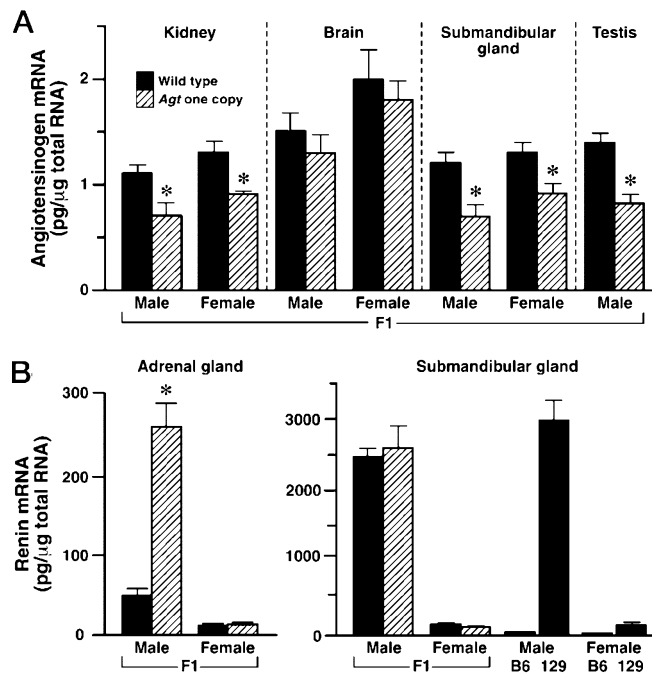 A
Kidney Brain Submandibular gland Testis
Wild type
Agt one copy
Angiotensinogen mRNA
(pg/µg total RNA)
2
1
0
* * * * *
Male Female Male Female Male Female Male
F1
B
Adrenal gland Submandibular gland
Renin mRNA
(pg/µg total RNA)
300
200
100
0
*
3000
2000
1000
0
Male Female Male Female Male Female
B6 129 B6 129
F1 F1